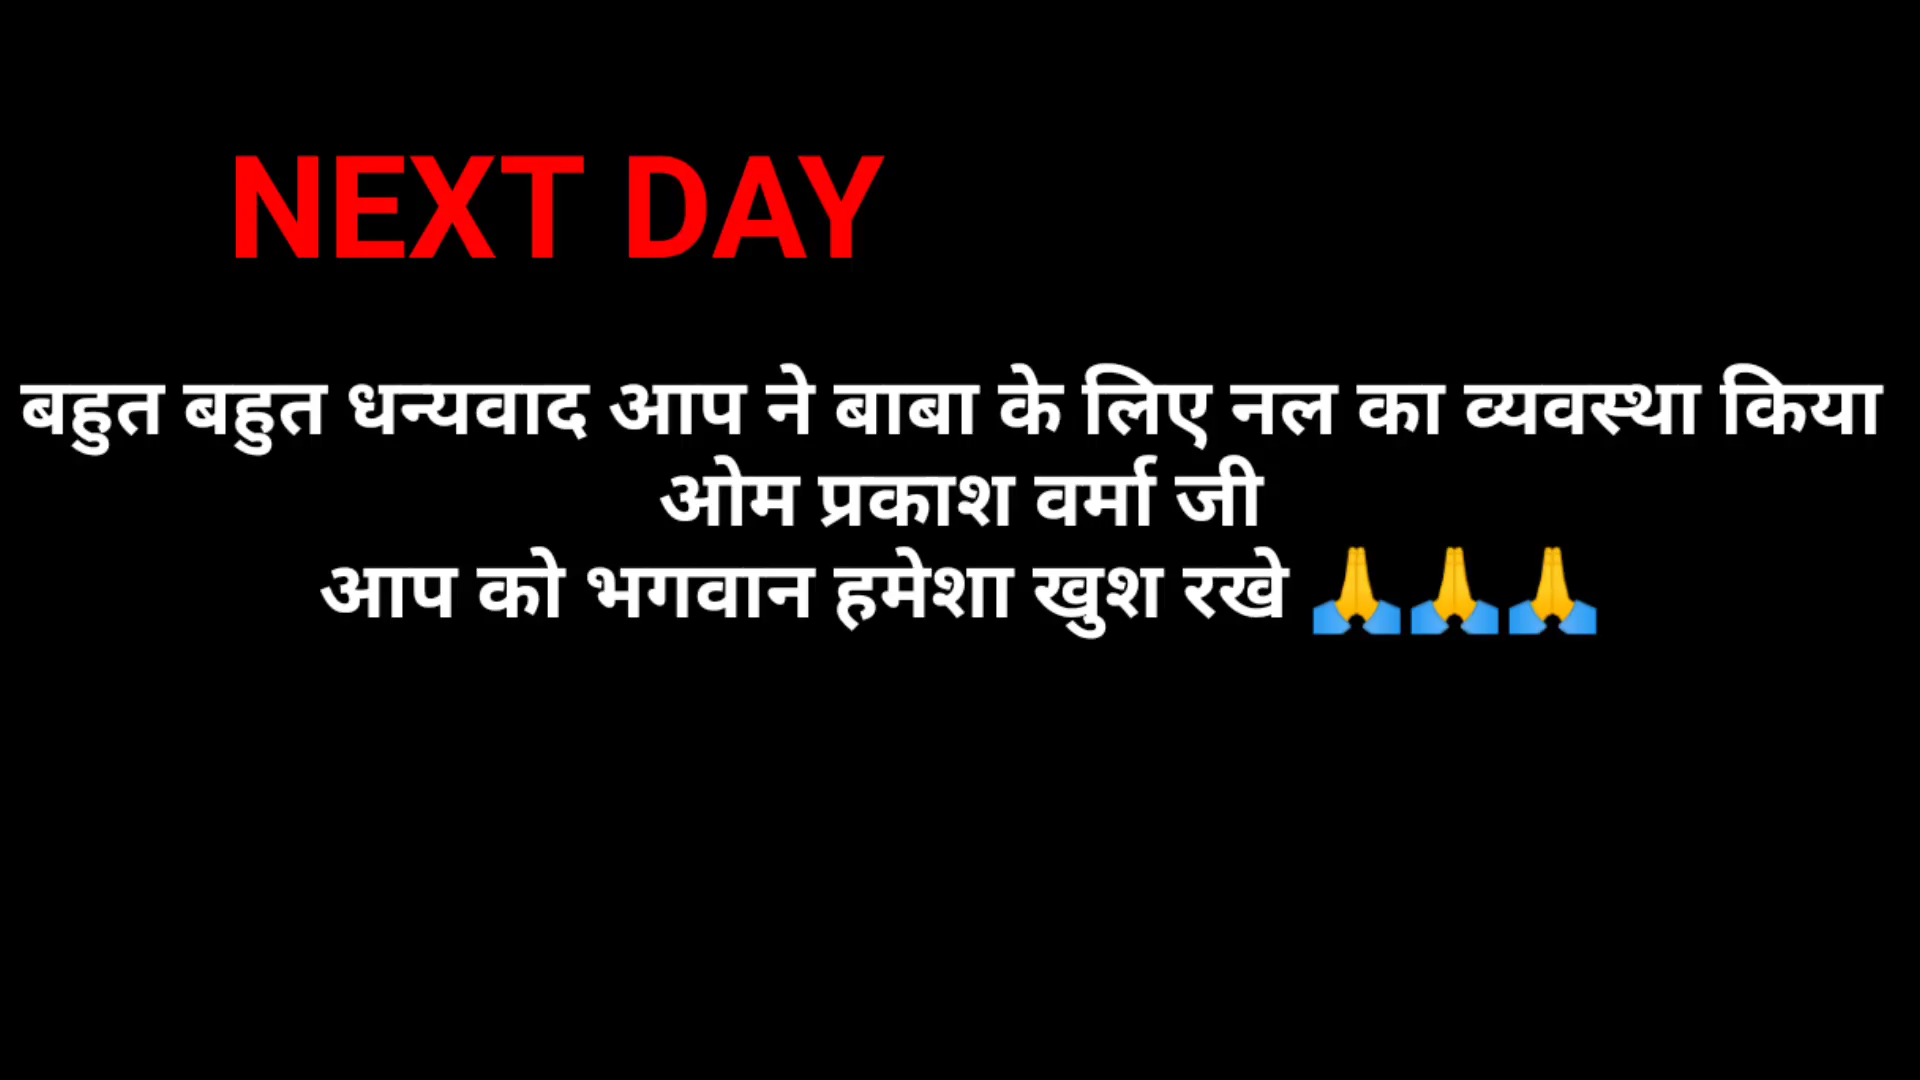 NEXT DAY
बहुत बहुत धन्यवाद आप ने बाबा के लिए नल का व्यवस्था किया
ओम प्रकाश वर्मा जी
आप को भगवान हमेशा खुश रखे 🙏🙏🙏